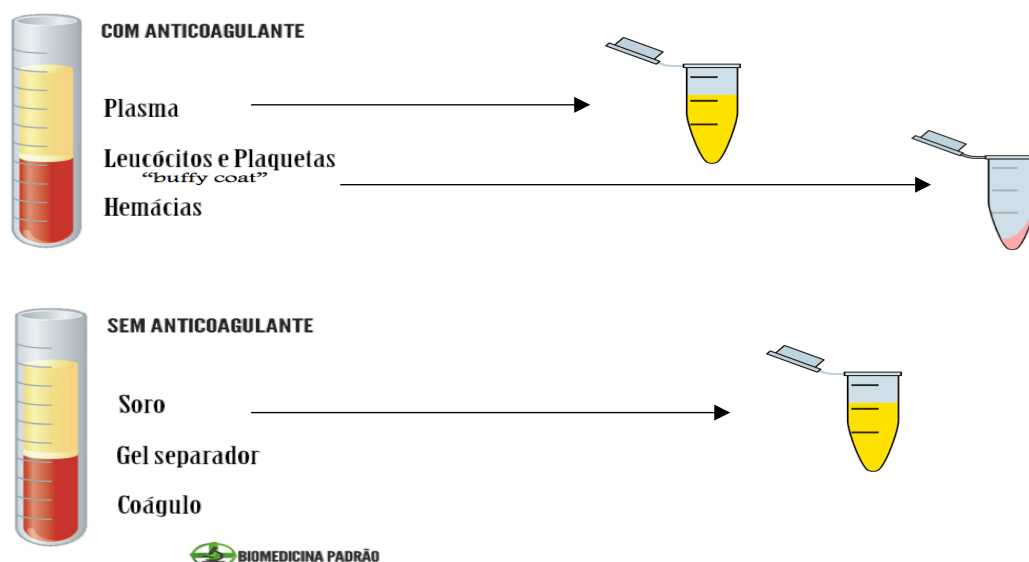 COM ANTICOAGULANTE
Plasma
Leucócitos e Plaquetas
“buffy coat”
Hemácias
SEM ANTICOAGULANTE
Soro
Gel separador
Coágulo
BIOMEDICINA PADRÃO